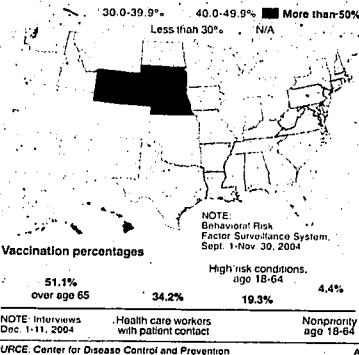 30.0-39.9% 40.0-49.9% More than 50%
Less than 30% N/A
NOTE:
Behavioral Risk
Factor Surveillance System,
Sept. 1-Nov. 30, 2004
Vaccination percentages
High risk conditions,
age 18-64
51.1%
over age 65
34.2%
19.3%
4.4%
NOTE: Interviews
Dec. 1-11, 2004
Health care workers
with patient contact
Nonpriority
age 18-64
URCE: Center for Disease Control and Prevention A